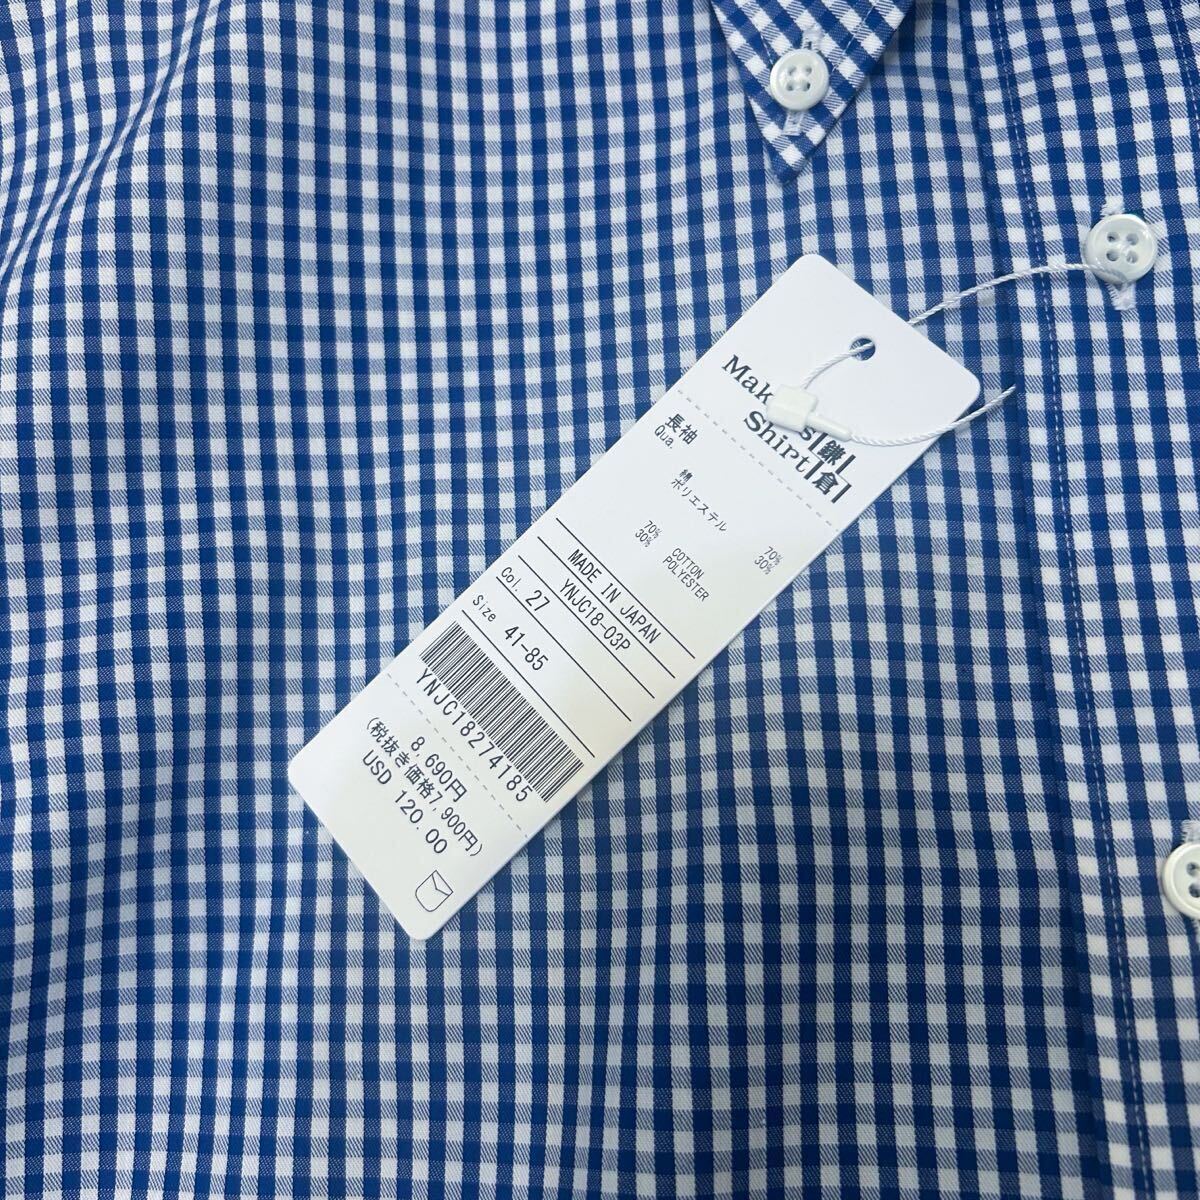 鎌
倉
Shirt
長袖
Qua.
綿 70%
ポリエステル 30%
70% COTTON
30% POLYESTER
MADE IN JAPAN
YNJC18-03P
Col. 27
Size 41-85
YNJC18274185
8,690円
(税抜き価格7,900円)
USD 120.00